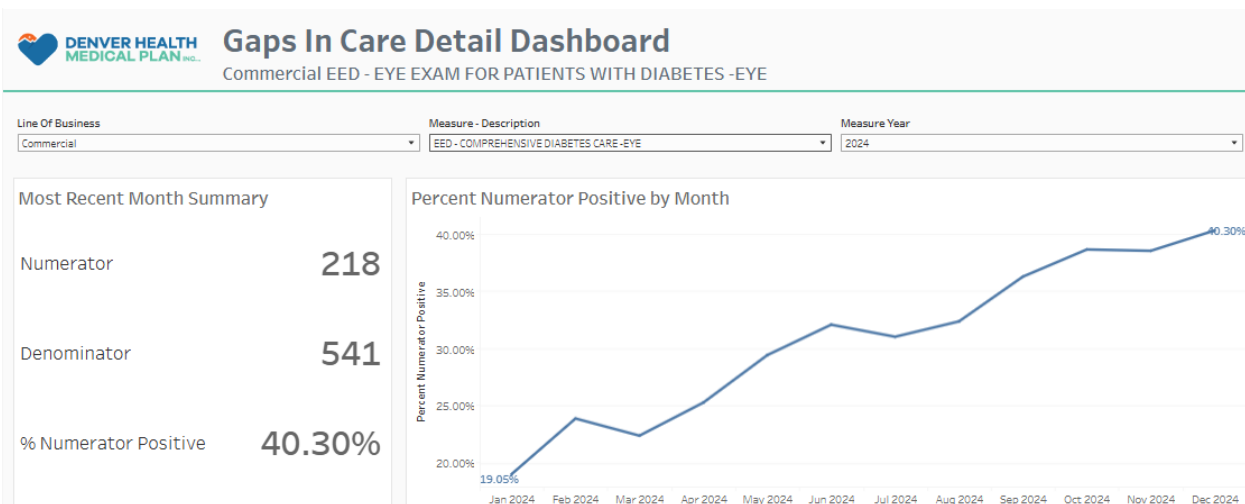 DENVER HEALTH
MEDICAL PLAN INC.
Gaps In Care Detail Dashboard
Commercial EED - EYE EXAM FOR PATIENTS WITH DIABETES -EYE
Line Of Business
Measure - Description
Measure Year
Commercial
EED - COMPREHENSIVE DIABETES CARE -EYE
2024
Most Recent Month Summary
Numerator
218
Denominator
541
% Numerator Positive
40.30%
Percent Numerator Positive by Month
Percent Numerator Positive
40.00%
35.00%
30.00%
25.00%
20.00%
19.05%
40.30%
Jan 2024 Feb 2024 Mar 2024 Apr 2024 May 2024 Jun 2024 Jul 2024 Aug 2024 Sep 2024 Oct 2024 Nov 2024 Dec 2024